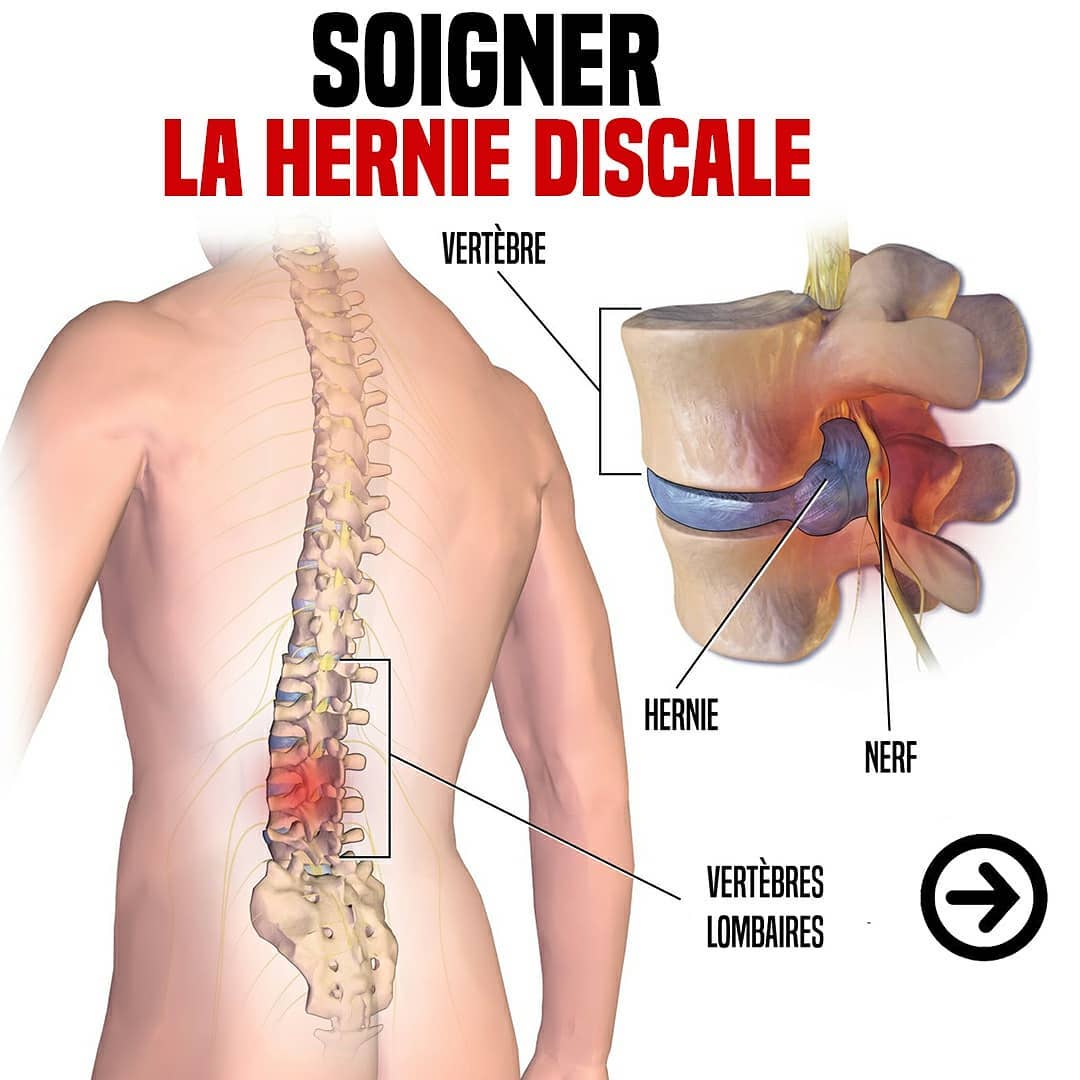 SOIGNER
LA HERNIE DISCALE
VERTÈBRE
HERNIE
NERF
VERTÈBRES
LOMBAIRES